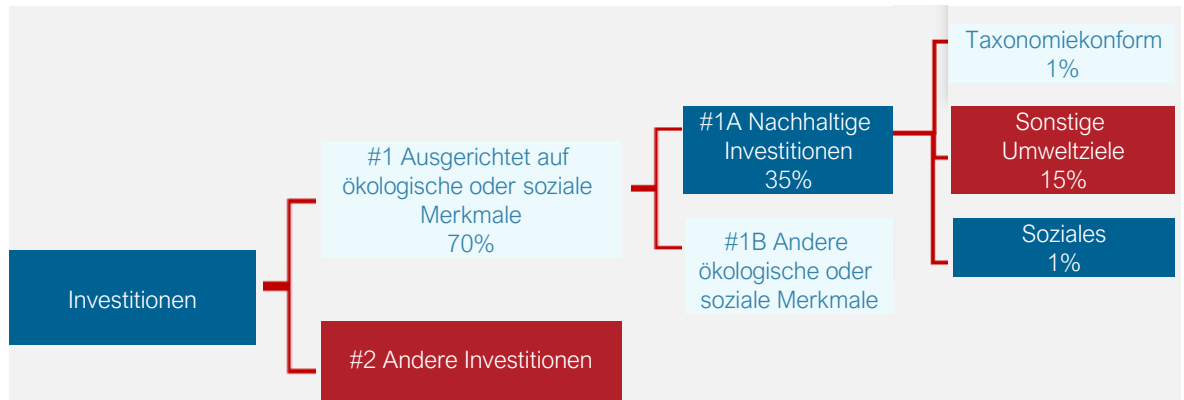 Investitionen
#1 Ausgerichtet auf
ökologische oder soziale
Merkmale
70%
#2 Andere Investitionen
#1A Nachhaltige
Investitionen
35%
#1B Andere
ökologische oder
soziale Merkmale
Taxonomiekonform
1%
Sonstige
Umweltziele
15%
Soziales
1%